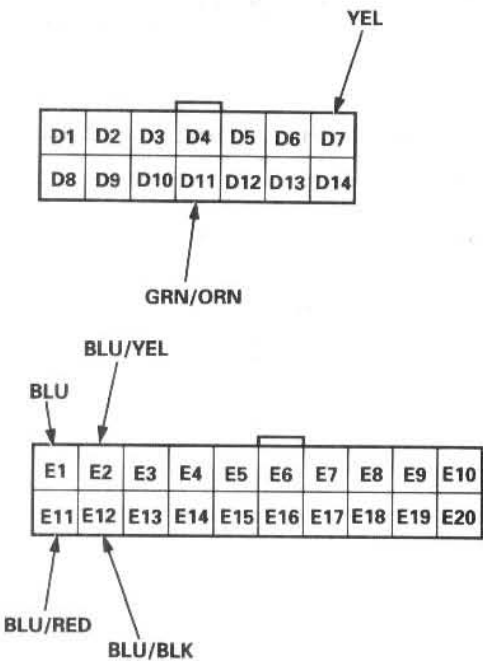 YEL
D1 D2 D3 D4 D5 D6 D7
D8 D9 D10 D11 D12 D13 D14
GRN/ORN
BLU/YEL
BLU
E1 E2 E3 E4 E5 E6 E7 E8 E9 E10
E11 E12 E13 E14 E15 E16 E17 E18 E19 E20
BLU/RED
BLU/BLK